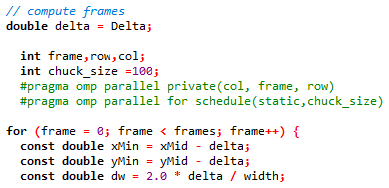 // compute frames
double delta = Delta;
int frame,row,col;
int chuck_size =100;
#pragma omp parallel private(col, frame, row)
#pragma omp parallel for schedule(static,chuck_size)
for (frame = 0; frame < frames; frame++) {
const double xMin = xMid - delta;
const double yMin = yMid - delta;
const double dw = 2.0 * delta / width;